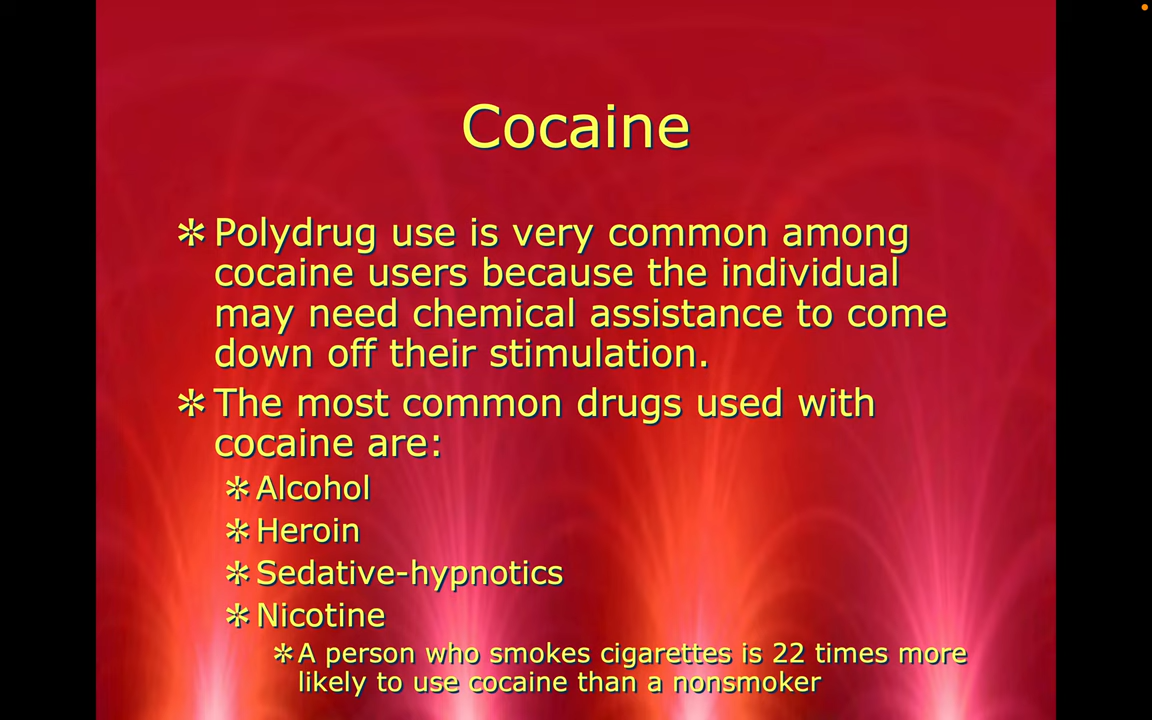 Cocaine
✲ Polydrug use is very common among
cocaine users because the individual
may need chemical assistance to come
down off their stimulation.
✲ The most common drugs used with
cocaine are:
✲ Alcohol
✲ Heroin
✲ Sedative-hypnotics
✲ Nicotine
✲ A person who smokes cigarettes is 22 times more
likely to use cocaine than a nonsmoker